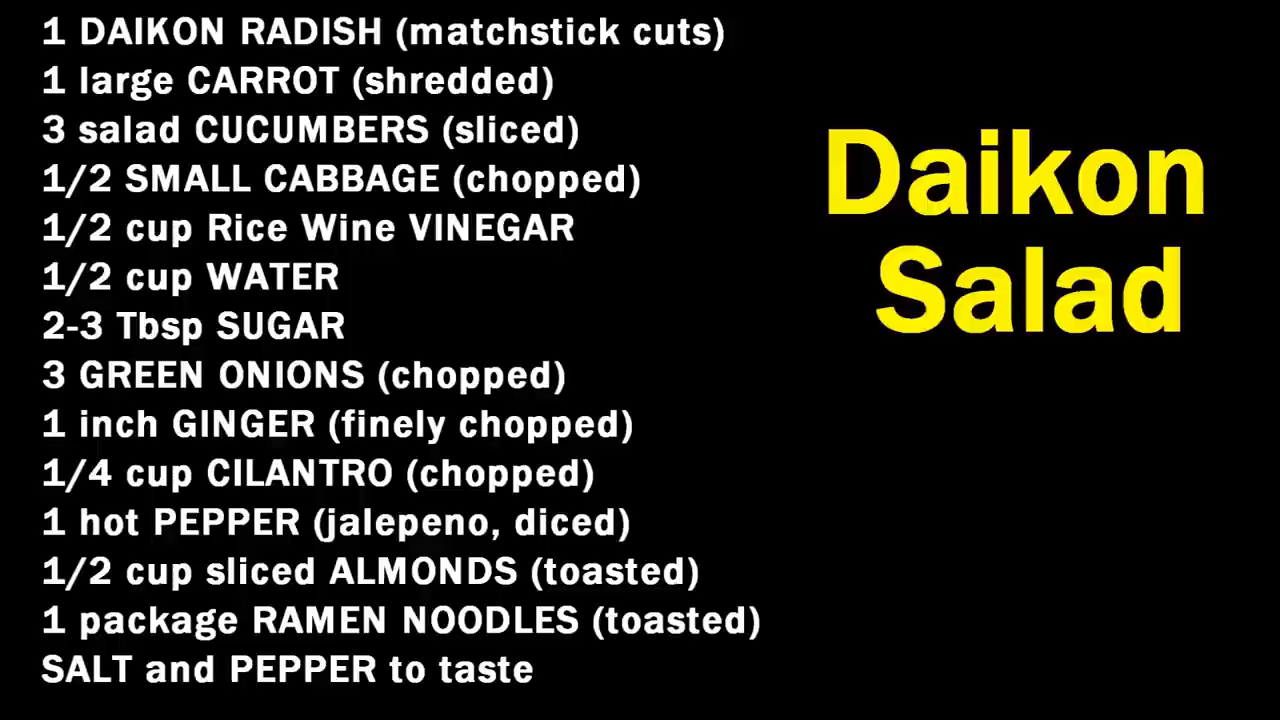 1 DAIKON RADISH (matchstick cuts)
1 large CARROT (shredded)
3 salad CUCUMBERS (sliced)
1/2 SMALL CABBAGE (chopped)
1/2 cup Rice Wine VINEGAR
1/2 cup WATER
2-3 Tbsp SUGAR
3 GREEN ONIONS (chopped)
1 inch GINGER (finely chopped)
1/4 cup CILANTRO (chopped)
1 hot PEPPER (jalepeno, diced)
1/2 cup sliced ALMONDS (toasted)
1 package RAMEN NOODLES (toasted)
SALT and PEPPER to taste
Daikon
Salad